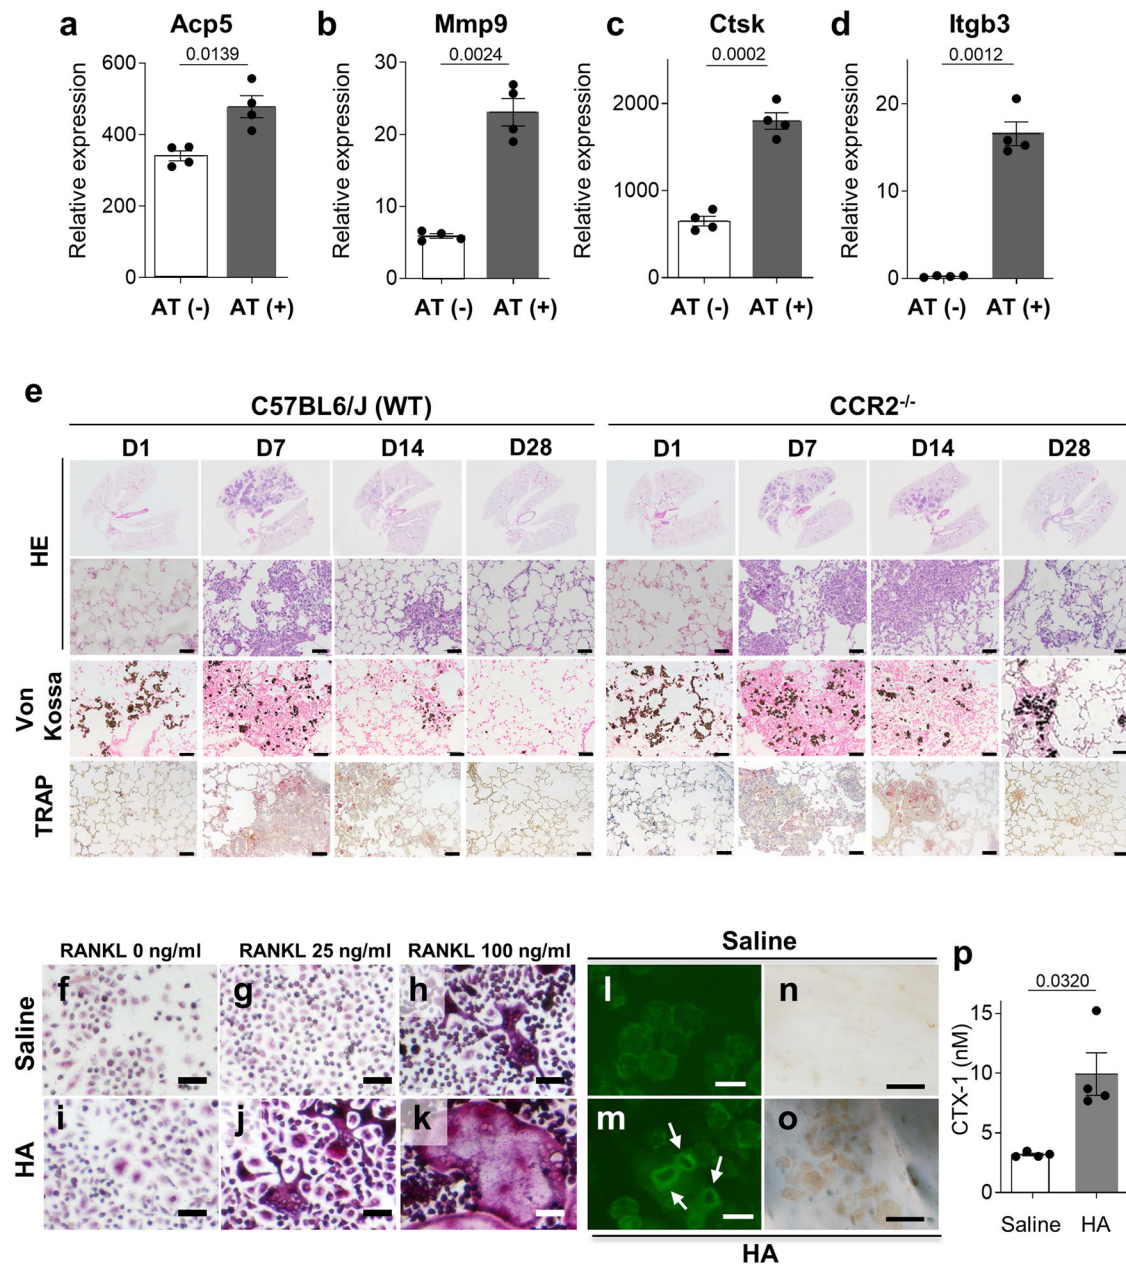 a Acp5
0.0139
Relative expression
600
400
200
0
AT (-) AT (+)
b Mmp9
0.0024
Relative expression
30
20
10
0
AT (-) AT (+)
c Ctsk
0.0002
Relative expression
2000
1000
0
AT (-) AT (+)
d Itgb3
0.0012
Relative expression
20
10
0
AT (-) AT (+)
e
C57BL6/J (WT) CCR2-/-
D1 D7 D14 D28 D1 D7 D14 D28
HE
Von
Kossa
TRAP
RANKL 0 ng/ml RANKL 25 ng/ml RANKL 100 ng/ml
Saline
f g h
HA
i j k
Saline
l n
m o
HA
p
0.0320
CTX-1 (nM)
15
10
5
0
Saline HA